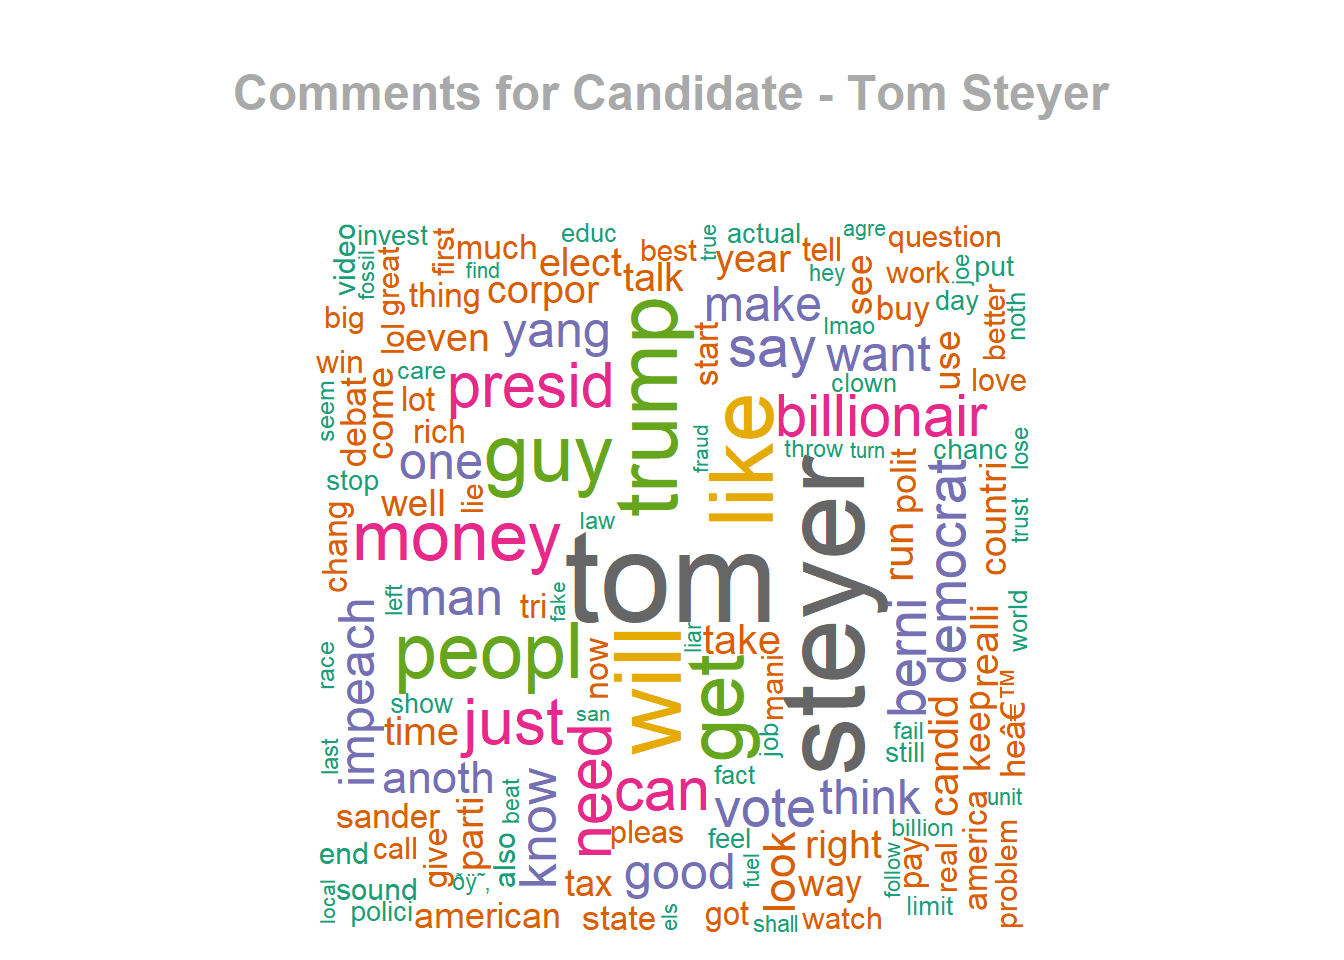 Comments for Candidate - Tom Steyer
video
invest
fossil
great
first
much
find
educ
elect
best
talk
true
actual
year
tell
hey
agre
see
question
work
joe
put
big
thing
corpor
lol
even
yang
trump
make
start
say
lmao
want
buy
day
better
noth
use
win
care
seem
debat
come
lot
presid
like
clown
love
billionair
rich
one
guy
fraud
throw
turn
chanc
lose
stop
well
lie
steyer
polit
democrat
countri
trust
chang
money
law
tom
run
left
man
tri
fake
impeach
peopl
now
will
liar
take
get
mani
berni
realli
world
race
show
san
time
just
need
job
fail
still
candid
keep
heâ€™
last
anoth
know
can
fact
vote
think
unit
sander
parti
beat
pleas
feel
look
right
billion
pay
real
america
problem
end
call
give
ðŸ˜‚
also
tax
good
fuel
way
follow
limit
local
sound
polici
american
state
els
got
shall
watch